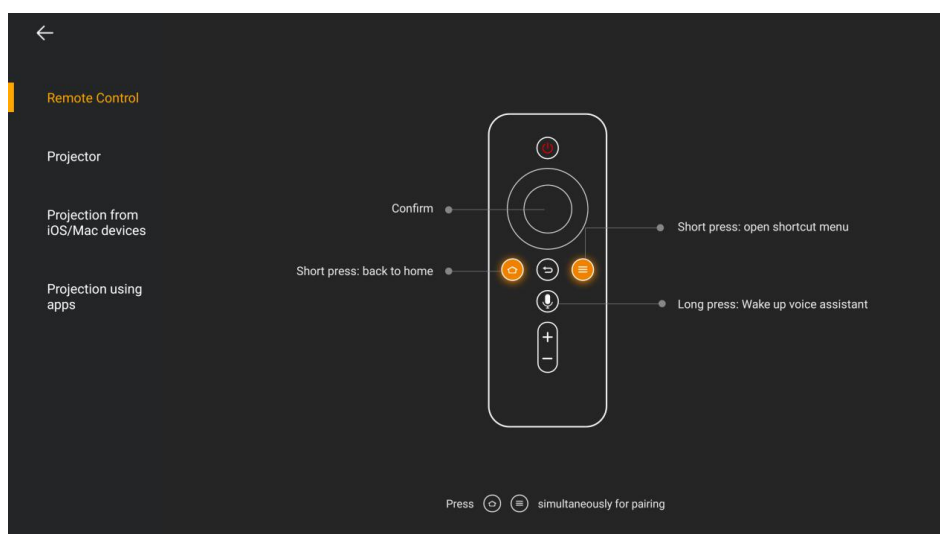 Remote Control
Projector
Projection from
iOS/Mac devices
Projection using
apps
Confirm
Short press: open shortcut menu
Short press: back to home
Long press: Wake up voice assistant
Press simultaneously for pairing